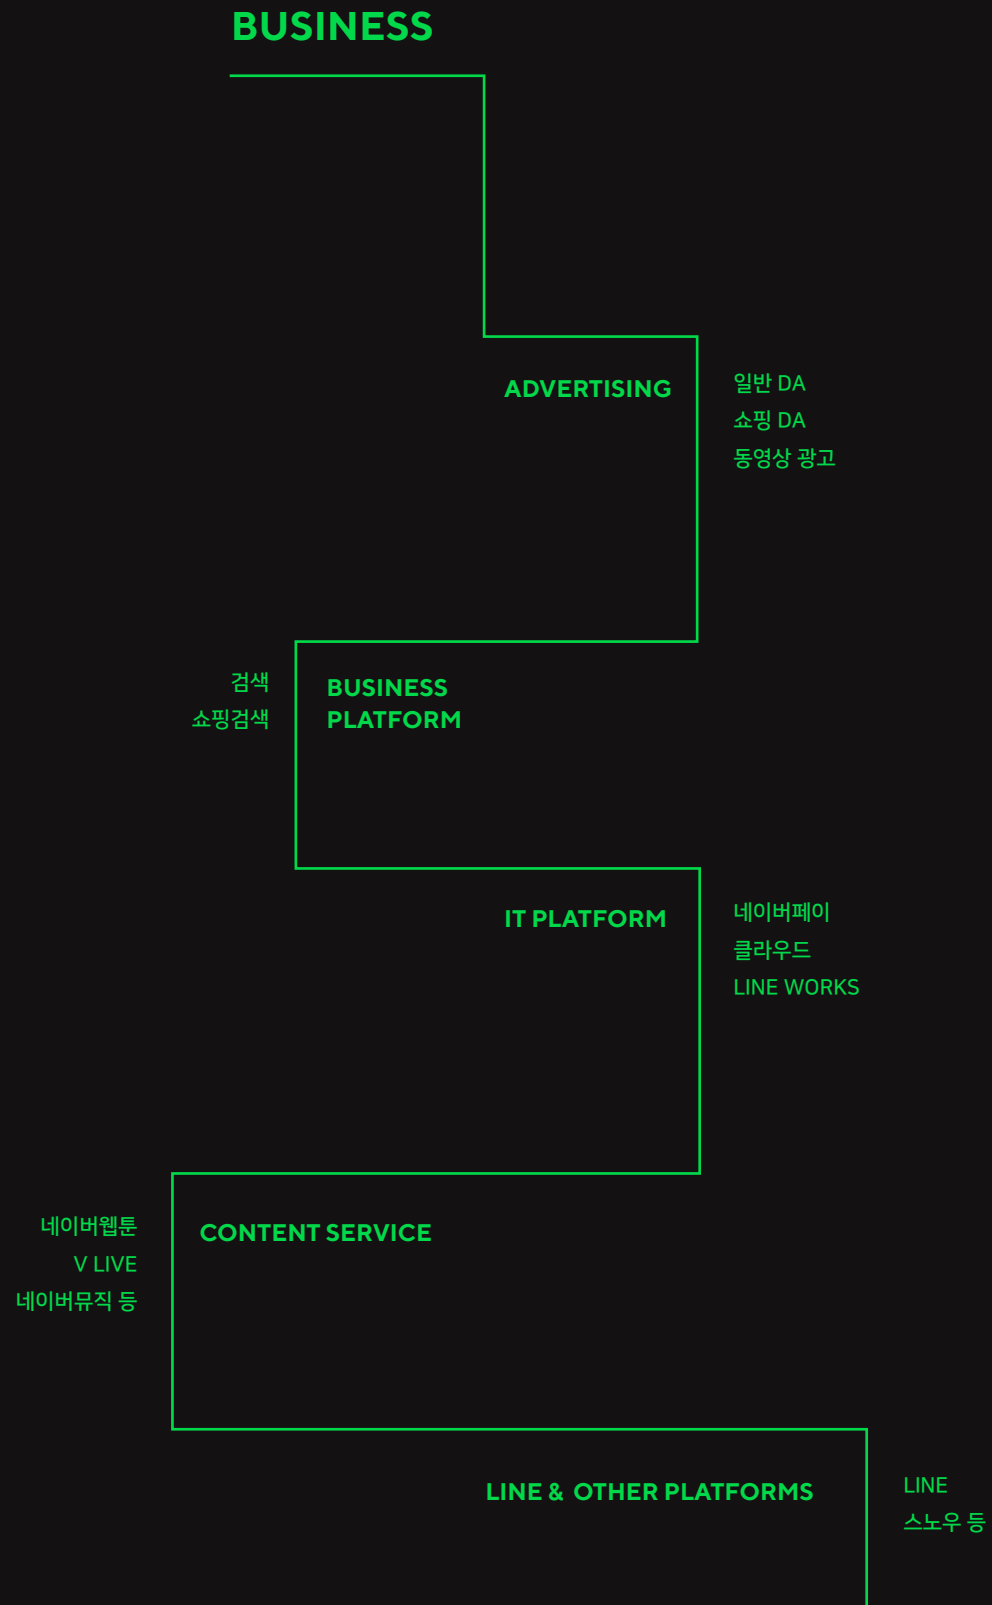 BUSINESS
ADVERTISING
일반 DA
쇼핑 DA
동영상 광고
검색
쇼핑검색
BUSINESS
PLATFORM
IT PLATFORM
네이버페이
클라우드
LINE WORKS
네이버웹툰
V LIVE
네이버뮤직 등
CONTENT SERVICE
LINE & OTHER PLATFORMS
LINE
스노우 등